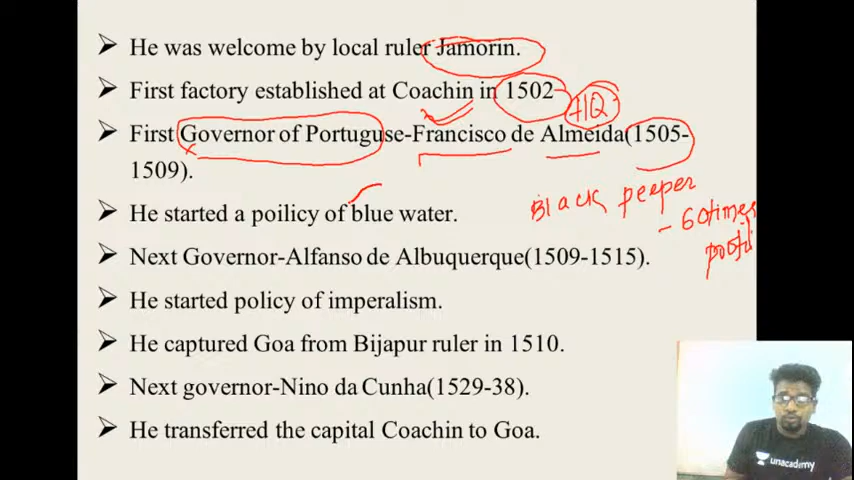 He was welcome by local ruler Jamorin.
First factory established at Coachin in 1502
HQ
First Governor of Portuguse-Francisco de Almeida(1505-
1509).
Black peeper
He started a poilicy of blue water.
- 60 times
Next Governor-Alfanso de Albuquerque(1509-1515).
He started policy of imperalism.
He captured Goa from Bijapur ruler in 1510.
Next governor-Nino da Cunha(1529-38).
He transferred the capital Coachin to Goa.
unacademy